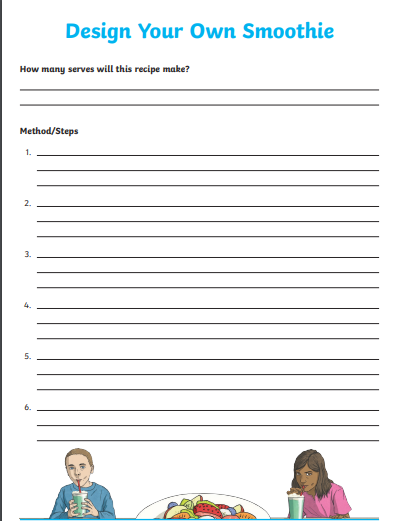 Design Your Own Smoothie
How many serves will this recipe make?
Method/Steps
1.
2.
3.
4.
5.
6.